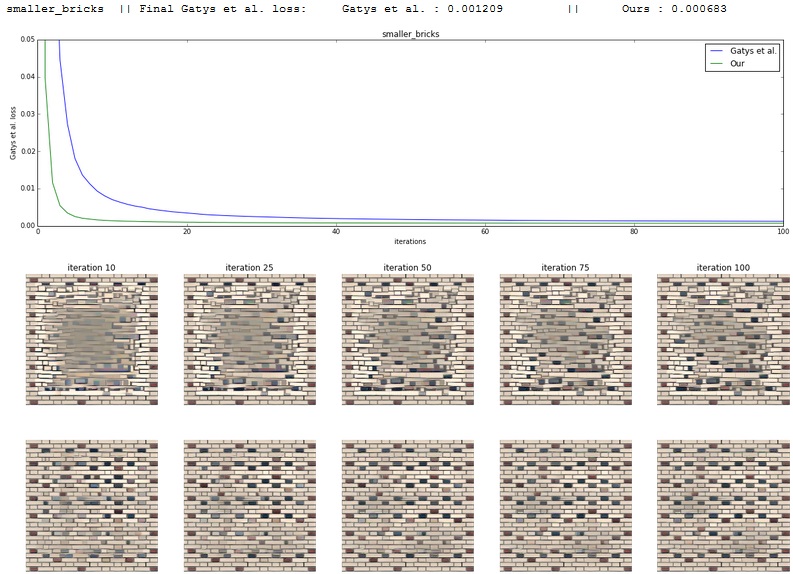 smaller_bricks || Final Gatys et al. loss: Gatys et al. : 0.001209 || Ours : 0.000683
smaller_bricks
Gatys et al.
Our
0.05
0.04
0.03
0.02
0.01
0.00
Gatys et al. loss
0 20 40 60 80 100
iterations
iteration 10 iteration 25 iteration 50 iteration 75 iteration 100